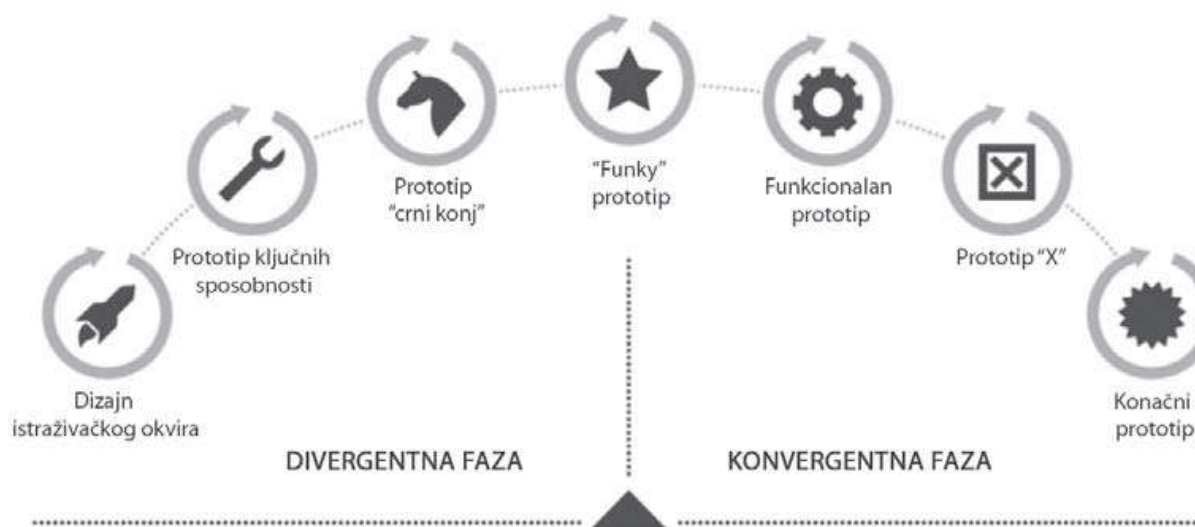 Dizajn
istraživačkog okvira
Prototip ključnih
sposobnosti
Prototip
“crni konj”
“Funky”
prototip
Funkcionalan
prototip
Prototip “X”
Konačni
prototip
DIVERGENTNA FAZA
KONVERGENTNA FAZA